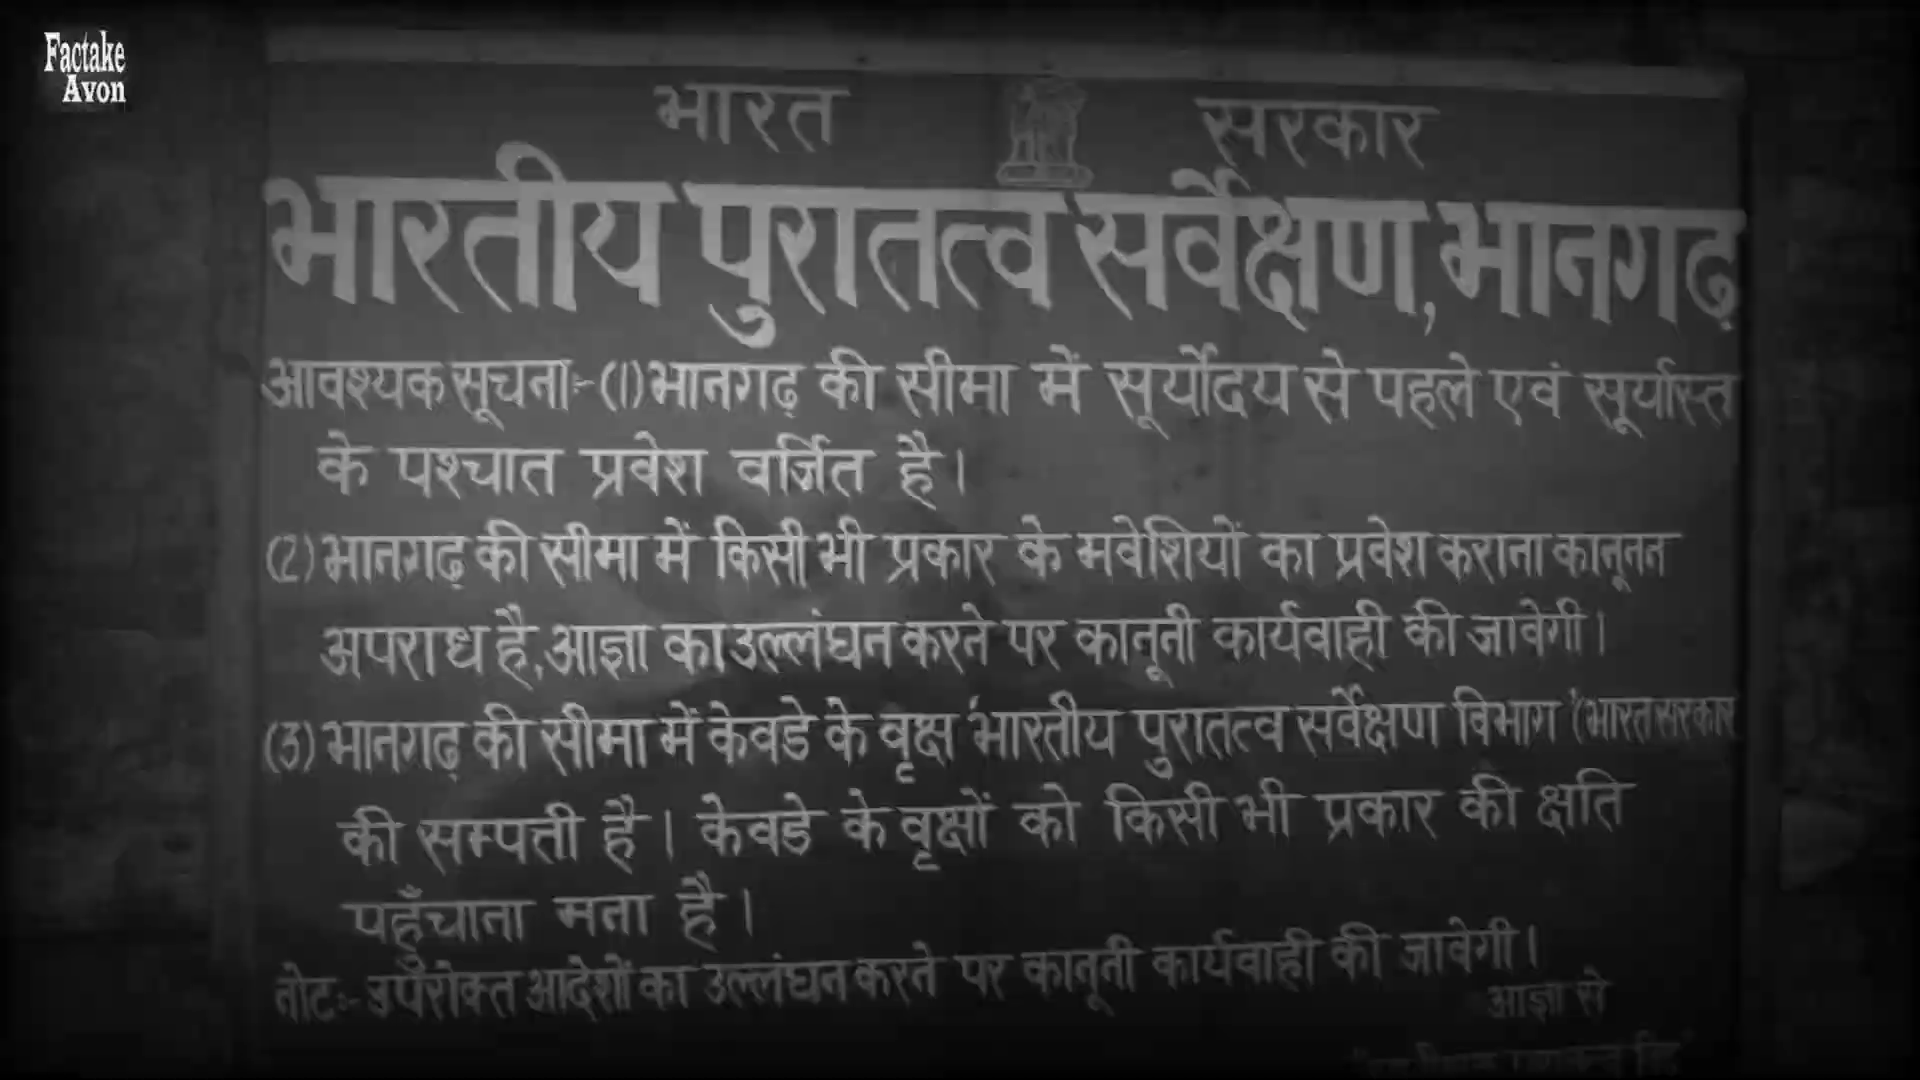 Factake
Avon
भारत सरकार
भारतीय पुरातत्व सर्वेक्षण, भानगढ़
आवश्यक सूचनाः- (1) भानगढ़ की सीमा में सूर्योदय से पहले एवं सूर्यास्त
के पश्चात प्रवेश वर्जित है।
(2) भानगढ़ की सीमा में किसी भी प्रकार के मवेशियों का प्रवेश कराना कानूनन
अपराध है, आज्ञा का उल्लंघन करने पर कानूनी कार्यवाही की जावेगी।
(3) भानगढ़ की सीमा में केवडे के वृक्ष 'भारतीय पुरातत्व सर्वेक्षण विभाग '(भारत सरकार
की सम्पती है। केवडे के वृक्षों को किसी भी प्रकार की क्षति
पहुँचाना मना है।
नोटः- उपरोक्त आदेशों का उल्लंघन करने पर कानूनी कार्यवाही की जावेगी।
आज्ञा से